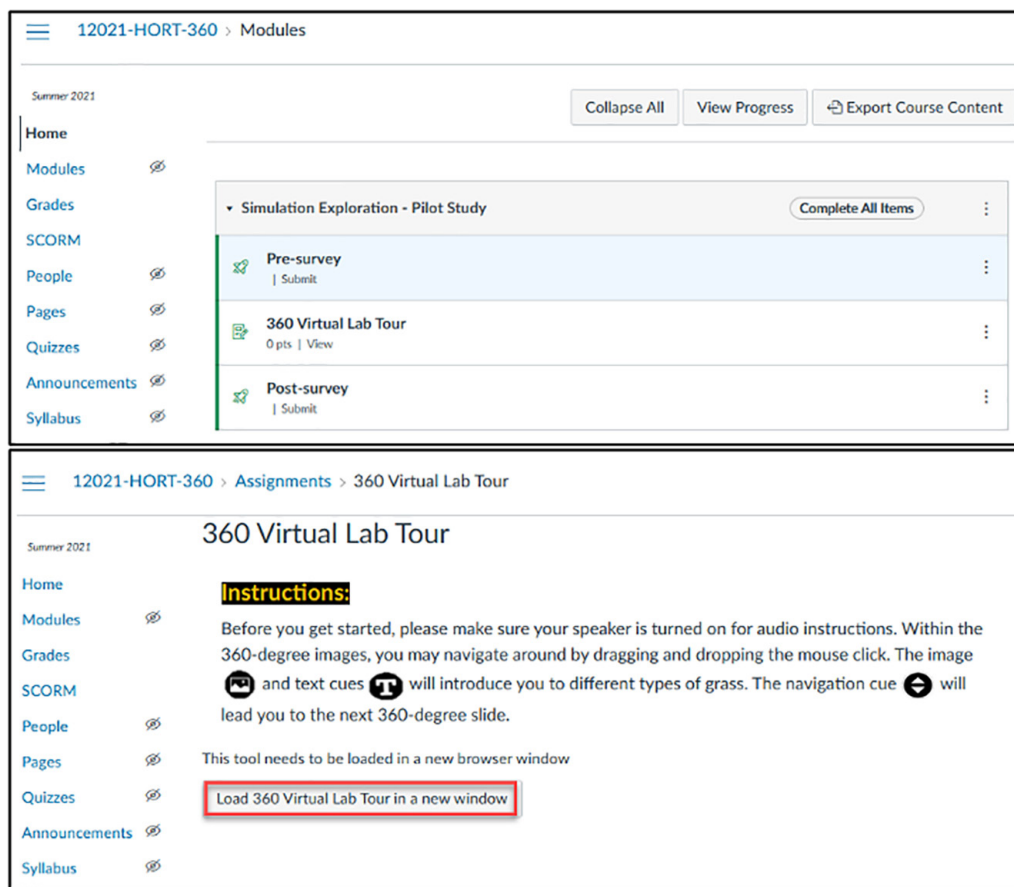 12021-HORT-360 > Modules
Summer 2021
Collapse All
View Progress
Export Course Content
Home
Modules
Grades
SCORM
People
Pages
Quizzes
Announcements
Syllabus
Simulation Exploration - Pilot Study
Complete All Items
Pre-survey
| Submit
360 Virtual Lab Tour
0 pts | View
Post-survey
| Submit
12021-HORT-360 > Assignments > 360 Virtual Lab Tour
Summer 2021
Home
Modules
Grades
SCORM
People
Pages
Quizzes
Announcements
Syllabus
360 Virtual Lab Tour
Instructions:
Before you get started, please make sure your speaker is turned on for audio instructions. Within the
360-degree images, you may navigate around by dragging and dropping the mouse click. The image
and text cues T will introduce you to different types of grass. The navigation cue will
lead you to the next 360-degree slide.
This tool needs to be loaded in a new browser window
Load 360 Virtual Lab Tour in a new window